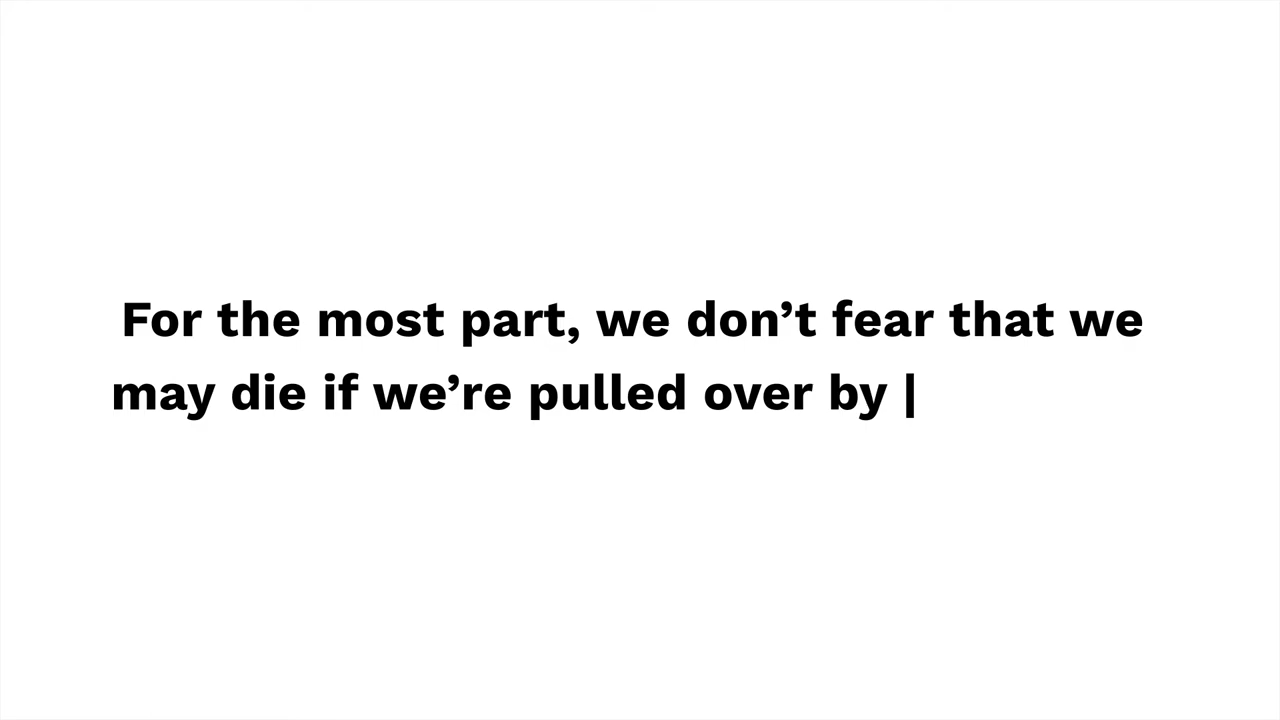 For the most part, we don’t fear that we
may die if we’re pulled over by |